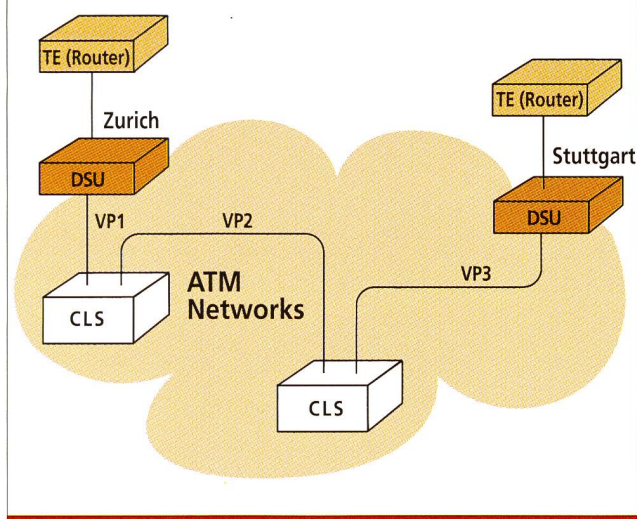 TE (Router)
Zurich
DSU
VP1
VP2
CLS
ATM
Networks
CLS
TE (Router)
Stuttgart
DSU
VP3